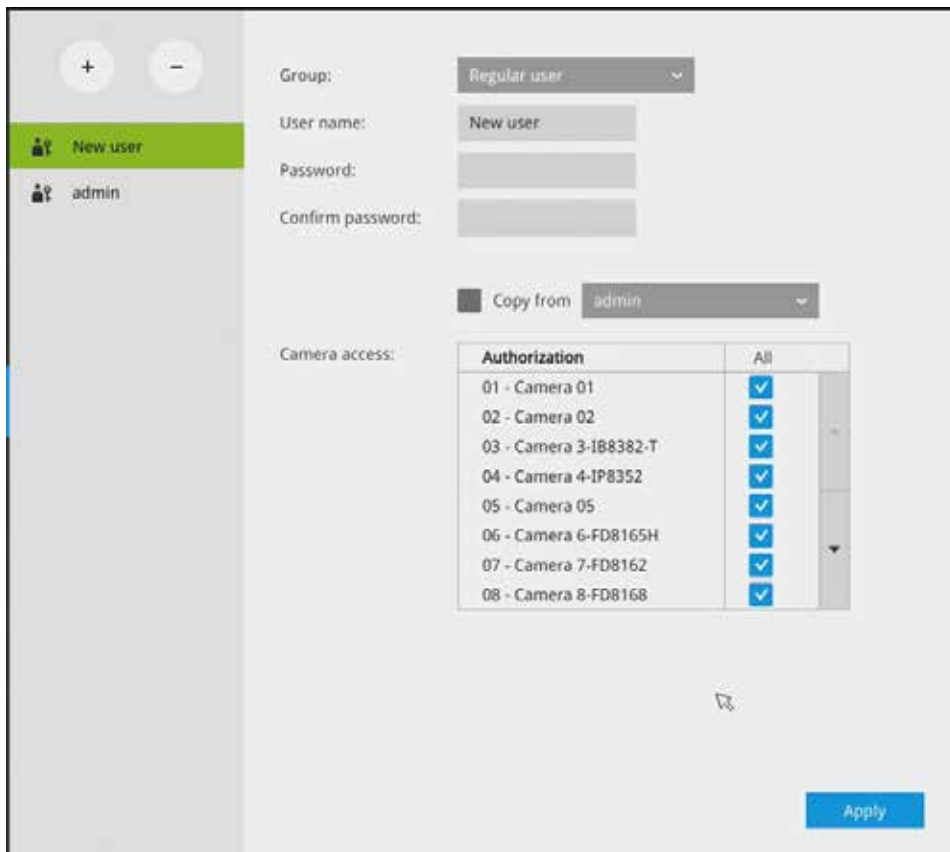 + −
New user
admin
Group: Regular user
User name: New user
Password:
Confirm password:
Copy from admin
Camera access:
Authorization All
01 - Camera 01
02 - Camera 02
03 - Camera 3-IB8382-T
04 - Camera 4-IP8352
05 - Camera 05
06 - Camera 6-FD8165H
07 - Camera 7-FD8162
08 - Camera 8-FD8168
Apply